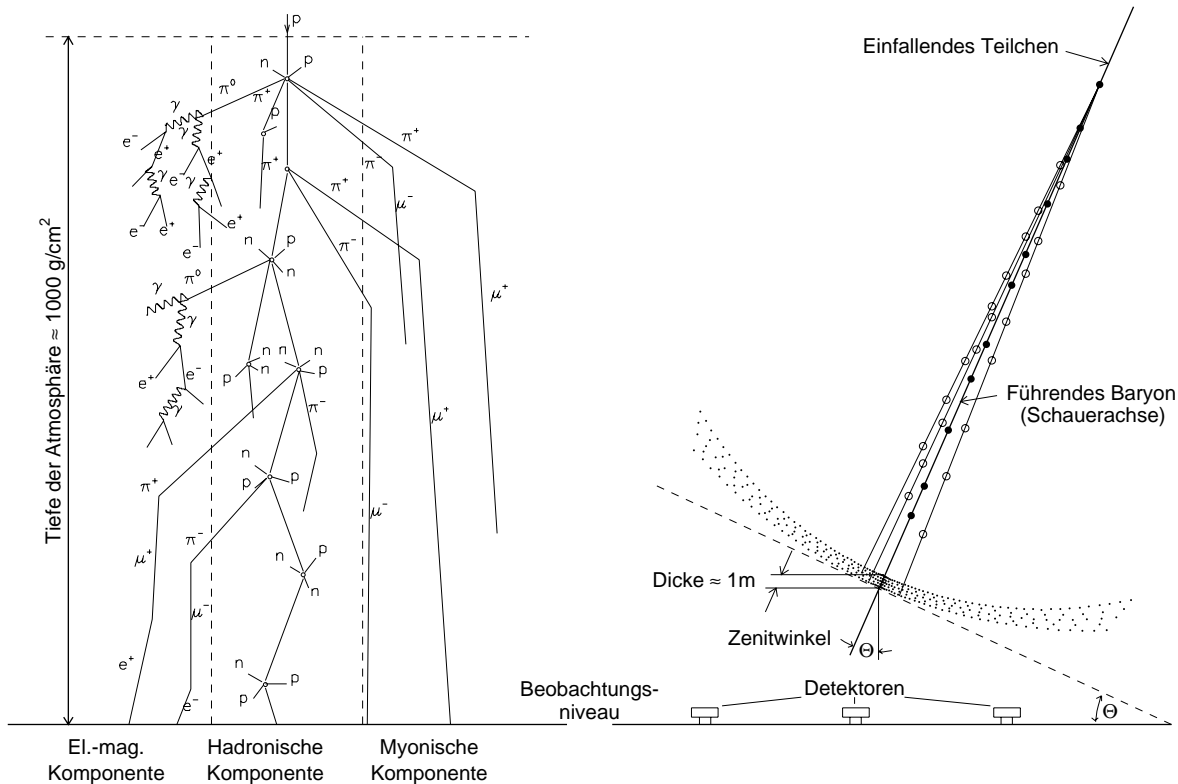 p
n
p
π⁰
π⁺
π⁺
γ
p
e⁻
γ
e⁺
e⁺
π⁺
π⁻
γ
e⁻
γ
π⁺
μ⁻
e⁻
e⁺
e⁺
e⁻
n
p
n
π⁻
π⁰
γ
γ
μ⁺
e⁺
e⁻
p
n
n
n
n
p
γ
π⁻
μ⁺
n
p
p
π⁺
μ⁻
π⁻
μ⁺
n
p
n
μ⁻
e⁺
n
p
p
e⁻
Tiefe der Atmosphäre ≈ 1000 g/cm²
El.-mag.
Komponente
Hadronische
Komponente
Myonische
Komponente
Einfallendes Teilchen
Führendes Baryon
(Schauerachse)
Dicke ≈ 1m
Zenitwinkel
Θ
Beobachtungs-
niveau
Detektoren
Θ